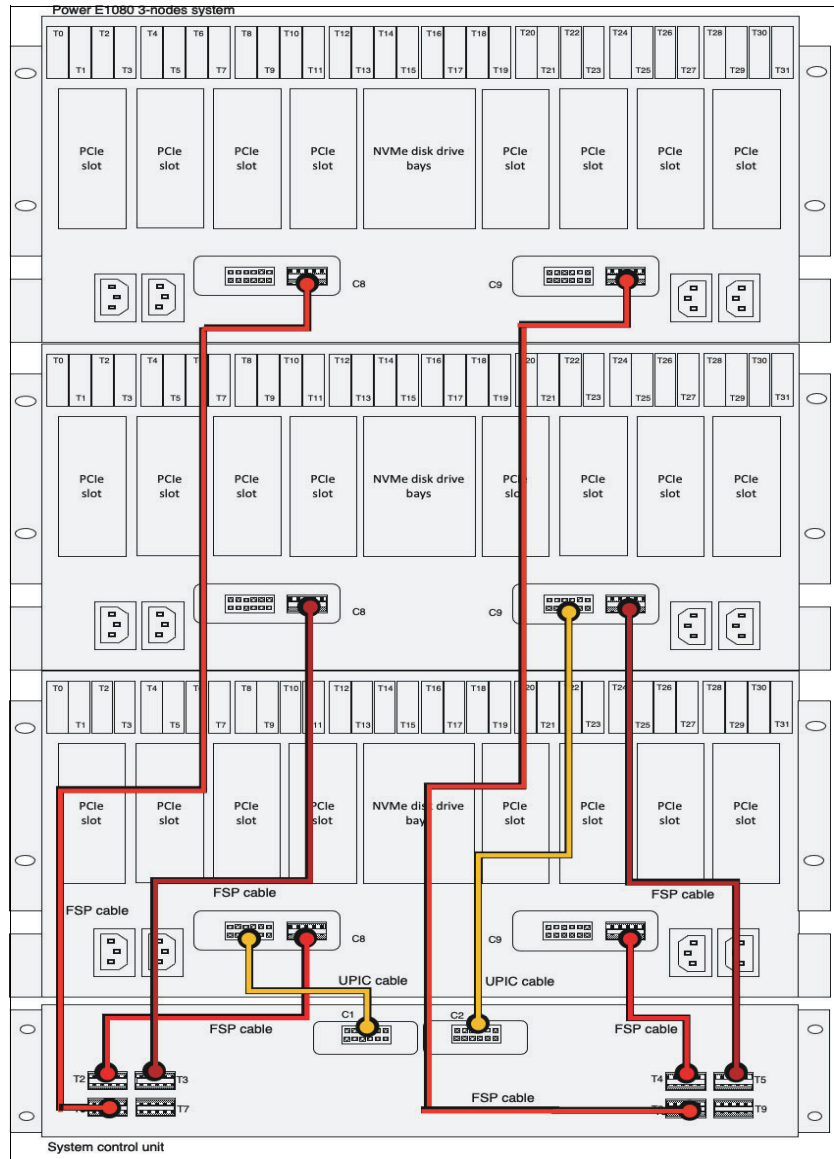 Power E1080 3-nodes system
T0 T2 T4 T6 T8 T10 T12 T14 T16 T18 T20 T22 T24 T26 T28 T30
T1 T3 T5 T7 T9 T11 T13 T15 T17 T19 T21 T23 T25 T27 T29 T31
PCIe PCIe PCIe PCIe NVMe disk drive PCIe PCIe PCIe PCIe
slot slot slot slot bays slot slot slot slot
C8 C9
T0 T2 T4 T6 T8 T10 T12 T14 T16 T18 T20 T22 T24 T26 T28 T30
T1 T3 T5 T7 T9 T11 T13 T15 T17 T19 T21 T23 T25 T27 T29 T31
PCIe PCIe PCIe PCIe NVMe disk drive PCIe PCIe PCIe PCIe
slot slot slot slot bays slot slot slot slot
C8 C9
T0 T2 T4 T8 T10 T12 T14 T16 T18 T24 T26 T28 T30
T1 T3 T5 T7 T9 T13 T15 T17 T19 T21 T23 T25 T27 T29 T31
PCIe PCIe PCIe PCIe NVMe disk drive PCIe PCIe PCIe PCIe
slot slot slot slot bays slot slot slot slot
FSP cable FSP cable
FSP cable
C8 C9
UPIC cable UPIC cable
C1 C2
FSP cable FSP cable
T2 T3 T4 T5
FSP cable
T7 T9
System control unit